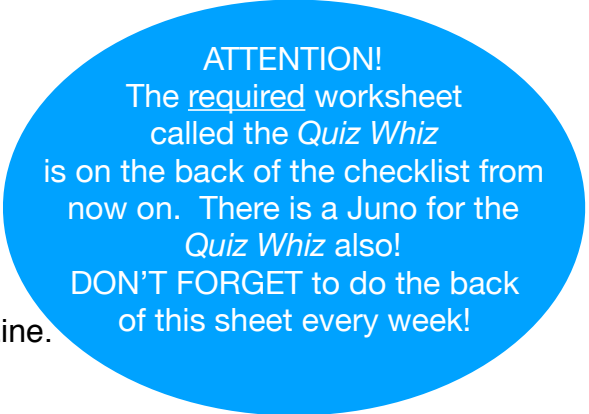 ATTENTION!
The required worksheet
called the Quiz Whiz
is on the back of the checklist from
now on.  There is a Juno for the
Quiz Whiz also!
DON’T FORGET to do the back
of this sheet every week!
ine.